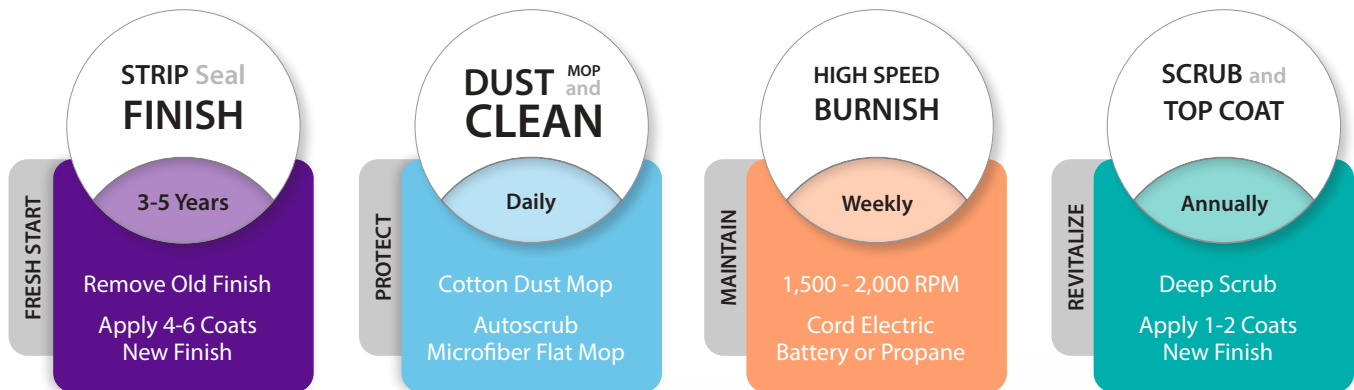 FRESH START
STRIP Seal
FINISH
3-5 Years
Remove Old Finish
Apply 4-6 Coats
New Finish
PROTECT
DUST MOP and
CLEAN
Daily
Cotton Dust Mop
Autoscrub
Microfiber Flat Mop
MAINTAIN
HIGH SPEED
BURNISH
Weekly
1,500 - 2,000 RPM
Cord Electric
Battery or Propane
REVITALIZE
SCRUB and
TOP COAT
Annually
Deep Scrub
Apply 1-2 Coats
New Finish